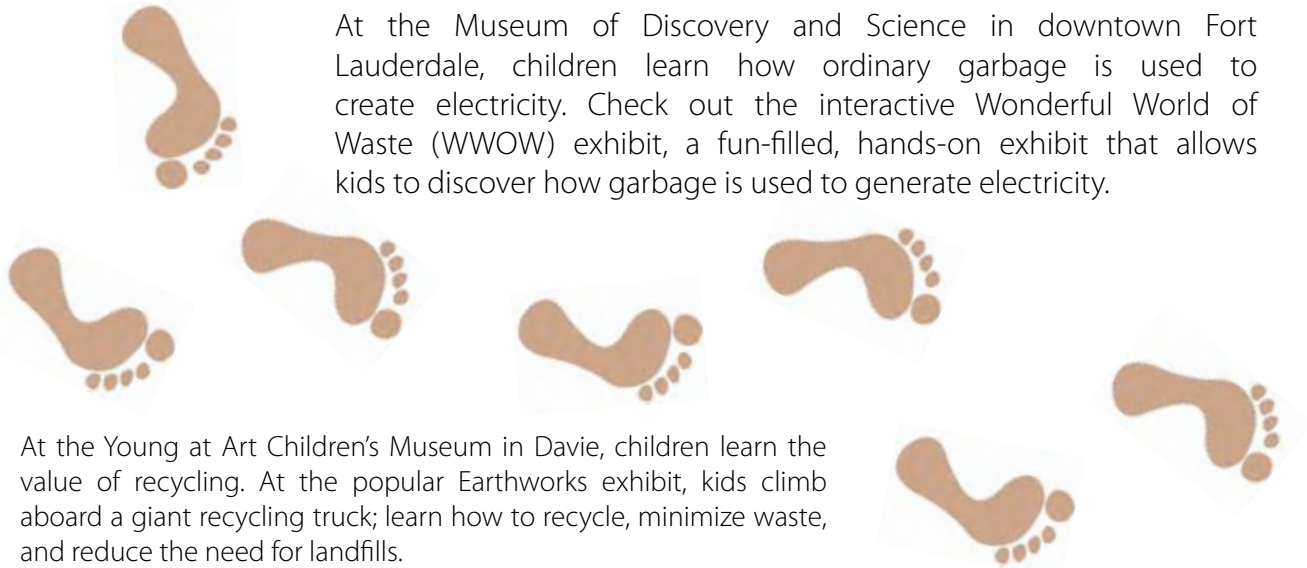 At the Museum of Discovery and Science in downtown Fort
Lauderdale, children learn how ordinary garbage is used to
create electricity. Check out the interactive Wonderful World of
Waste (WWOW) exhibit, a fun-filled, hands-on exhibit that allows
kids to discover how garbage is used to generate electricity.
At the Young at Art Children’s Museum in Davie, children learn the
value of recycling. At the popular Earthworks exhibit, kids climb
aboard a giant recycling truck; learn how to recycle, minimize waste,
and reduce the need for landfills.